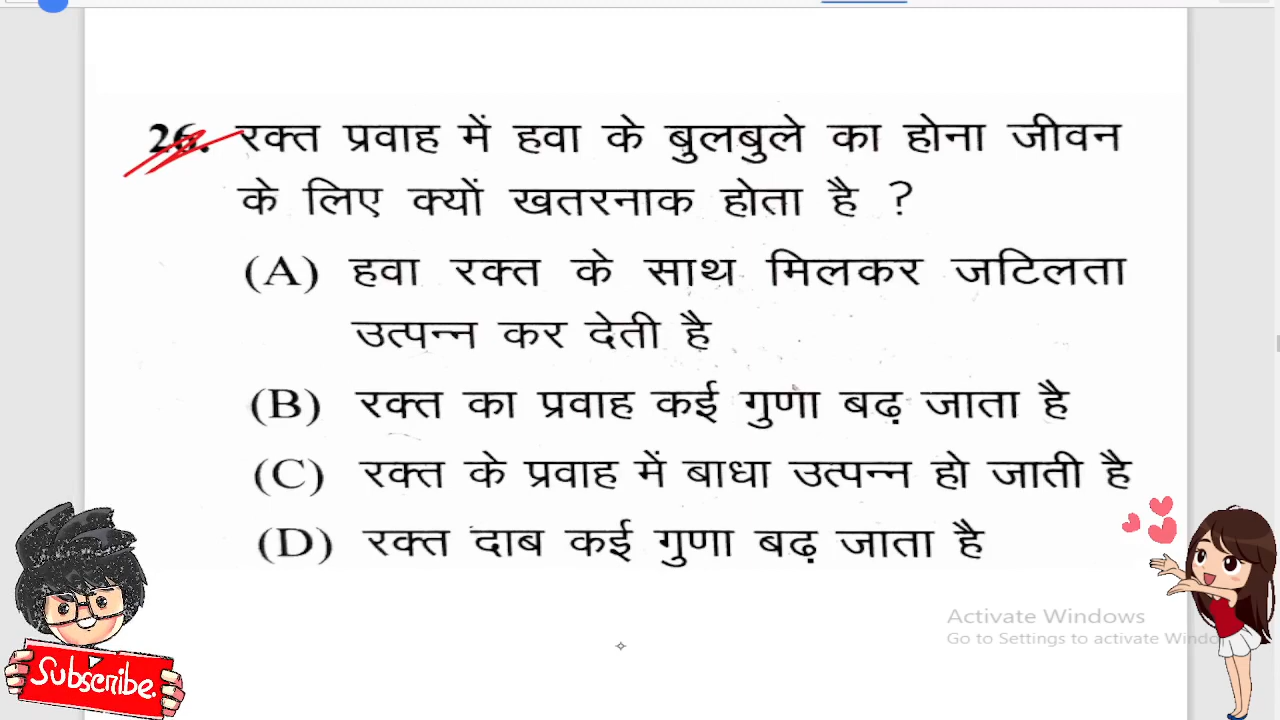 26. रक्त प्रवाह में हवा के बुलबुले का होना जीवन
के लिए क्यों खतरनाक होता है ?
(A) हवा रक्त के साथ मिलकर जटिलता
उत्पन्न कर देती है
(B) रक्त का प्रवाह कई गुणा बढ़ जाता है
(C) रक्त के प्रवाह में बाधा उत्पन्न हो जाती है
(D) रक्त दाब कई गुणा बढ़ जाता है
Activate Windows
Go to Settings to activate Windo
Subscribe.